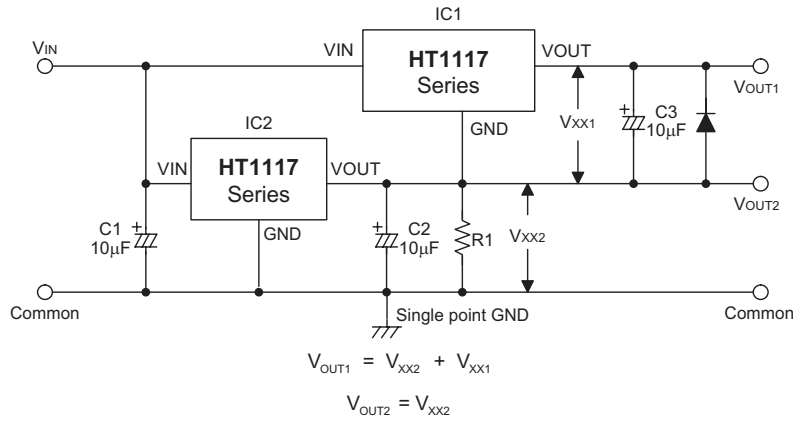 IC1
VIN
VIN
HT1117
Series
VOUT
VOUT1
GND
VXX1
C3
10µF
IC2
VIN
HT1117
Series
VOUT
VOUT2
GND
C1
10µF
C2
10µF
R1
VXX2
Common
Common
Single point GND
VOUT1 = VXX2 + VXX1
VOUT2 = VXX2